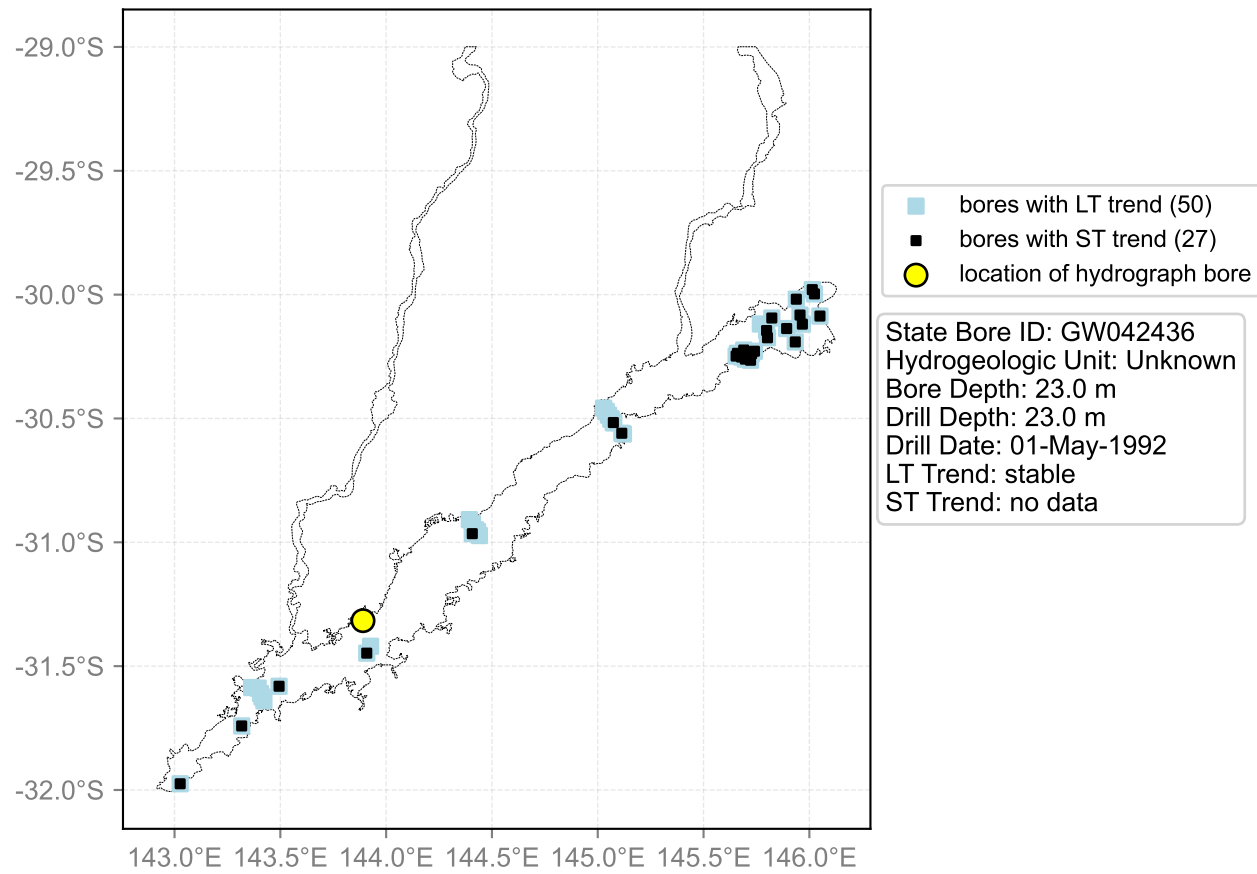 -29.0°S
-29.5°S
-30.0°S
-30.5°S
-31.0°S
-31.5°S
-32.0°S
143.0°E 143.5°E 144.0°E 144.5°E 145.0°E 145.5°E 146.0°E
bores with LT trend (50)
bores with ST trend (27)
location of hydrograph bore
State Bore ID: GW042436
Hydrogeologic Unit: Unknown
Bore Depth: 23.0 m
Drill Depth: 23.0 m
Drill Date: 01-May-1992
LT Trend: stable
ST Trend: no data